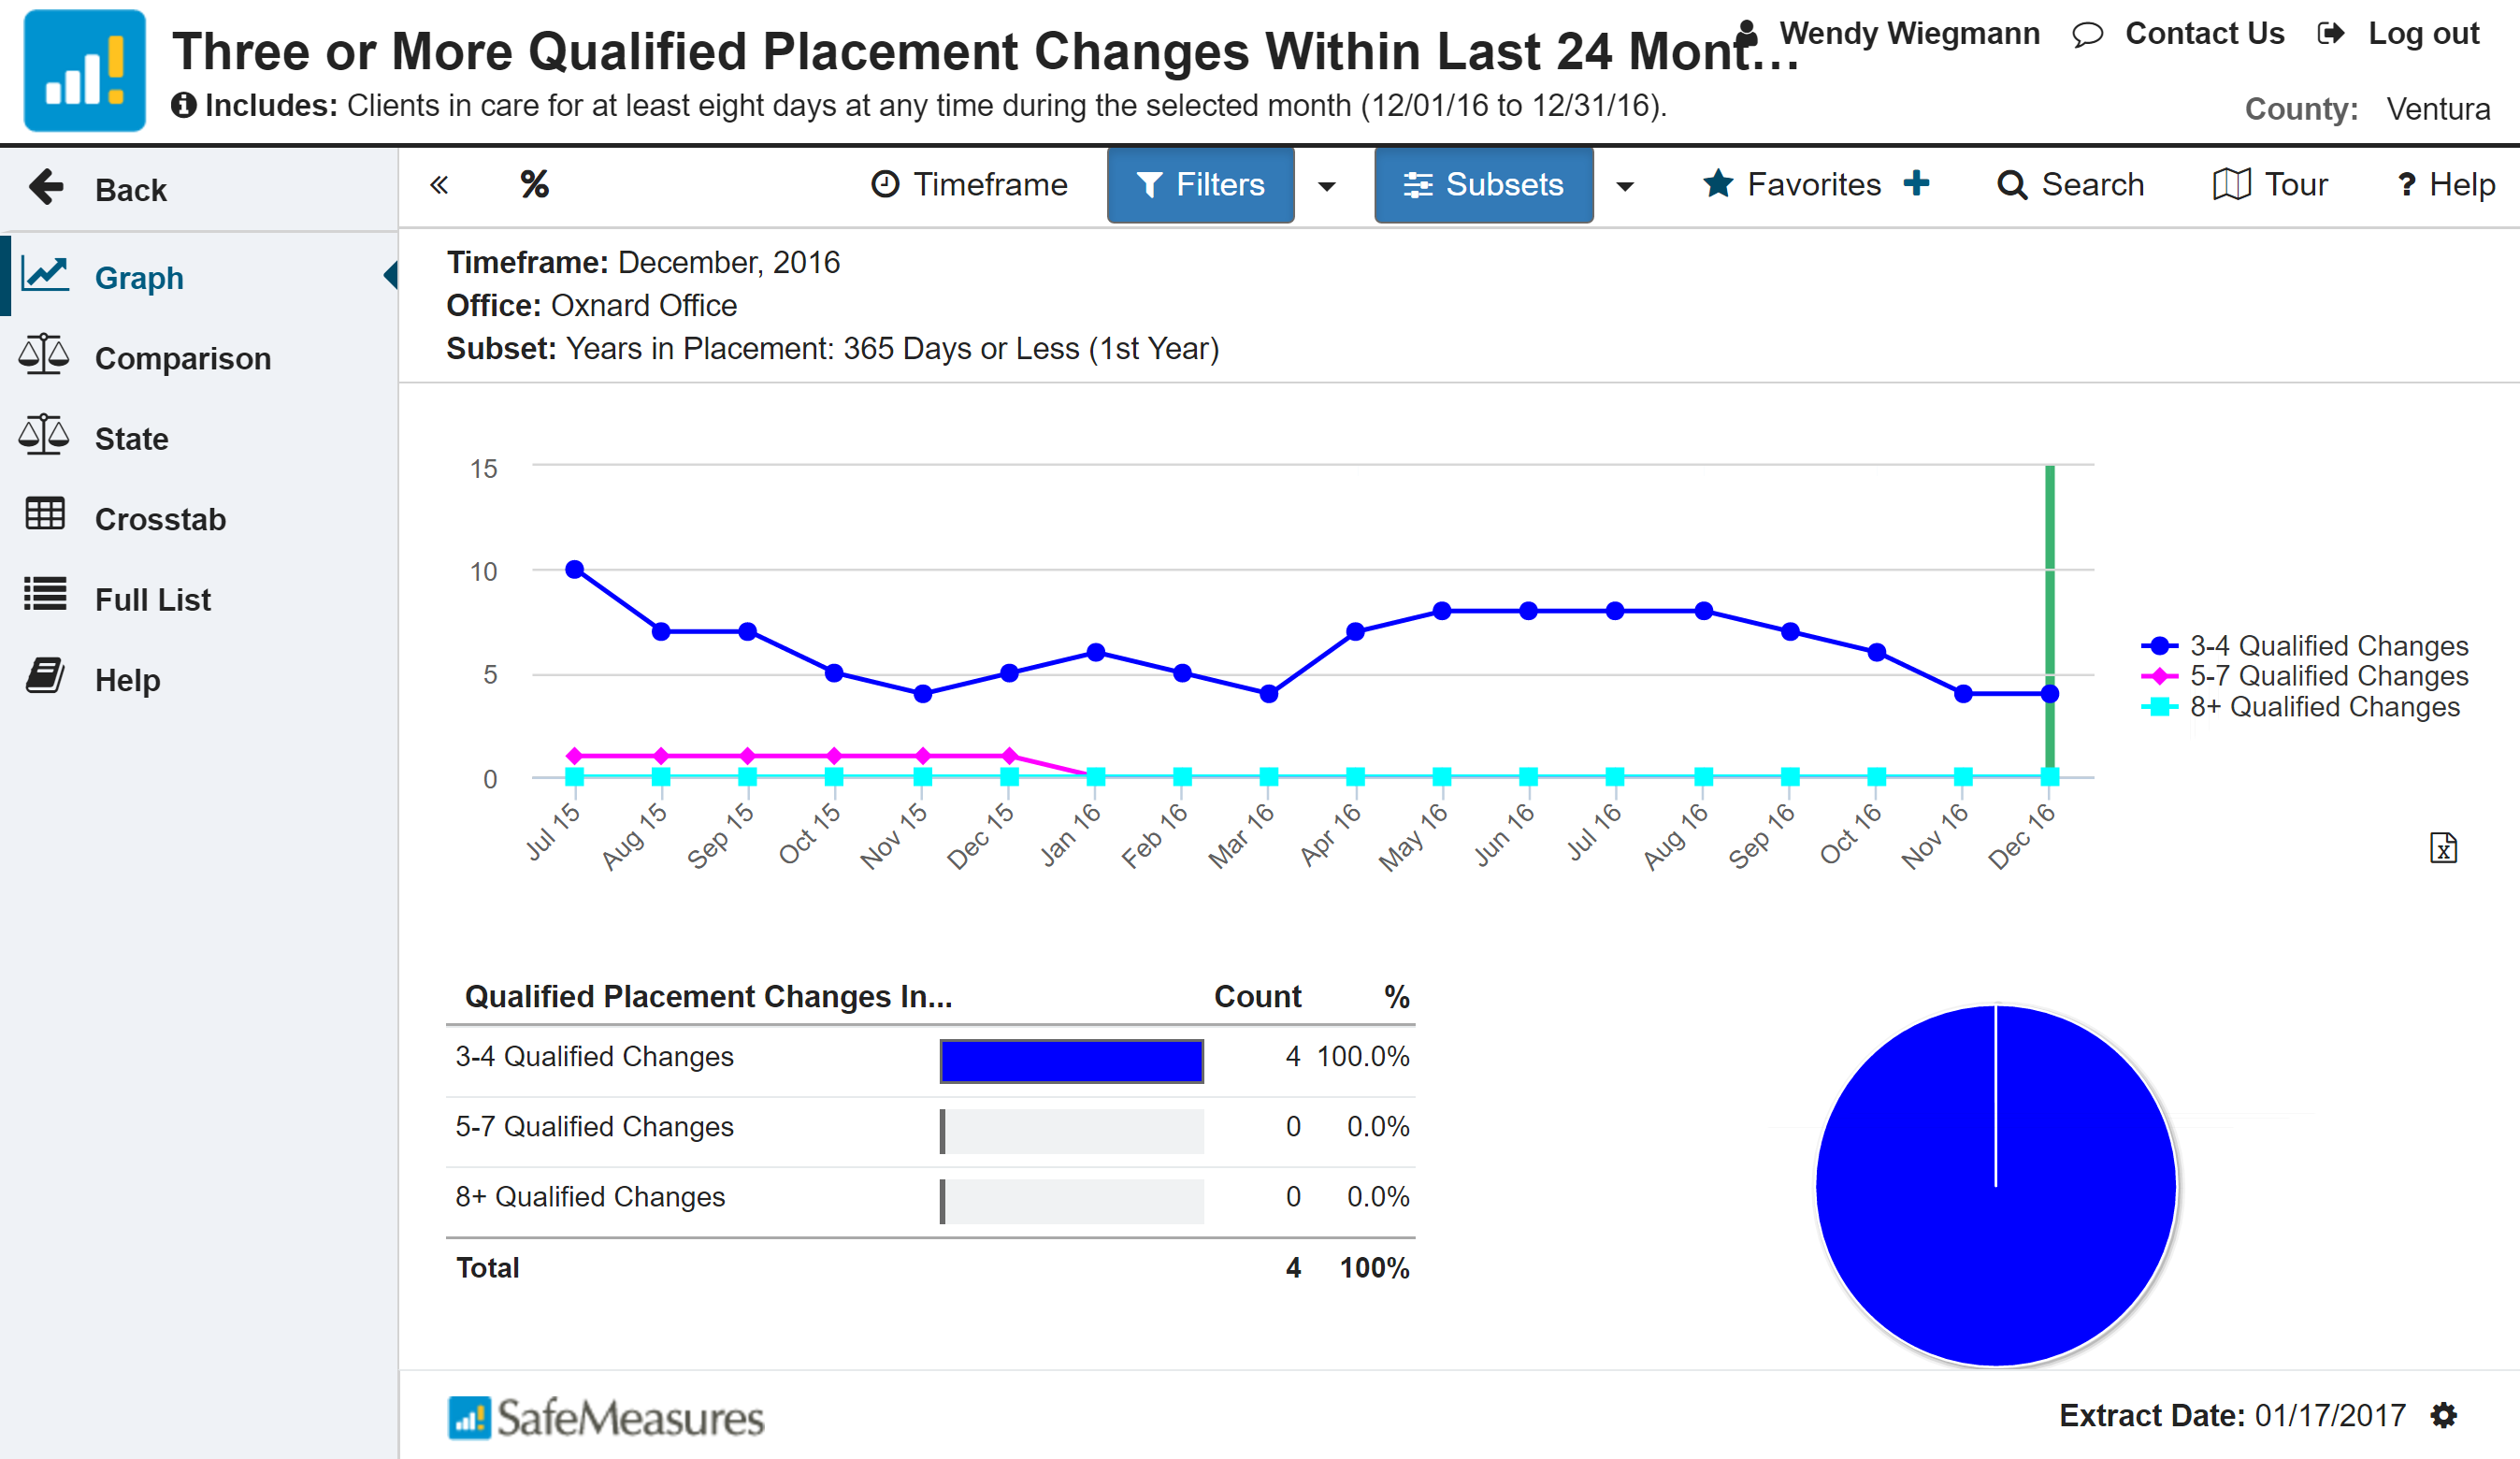 Three or More Qualified Placement Changes Within Last 24 Mont...
Wendy Wiegmann Contact Us Log out
Includes: Clients in care for at least eight days at any time during the selected month (12/01/16 to 12/31/16).
County: Ventura
Back
« % Timeframe Filters Subsets Favorites + Search Tour ? Help
Graph
Comparison
State
Crosstab
Full List
Help
Timeframe: December, 2016
Office: Oxnard Office
Subset: Years in Placement: 365 Days or Less (1st Year)
15
10
5
0
Jul 15 Aug 15 Sep 15 Oct 15 Nov 15 Dec 15 Jan 16 Feb 16 Mar 16 Apr 16 May 16 Jun 16 Jul 16 Aug 16 Sep 16 Oct 16 Nov 16 Dec 16
3-4 Qualified Changes
5-7 Qualified Changes
8+ Qualified Changes
Qualified Placement Changes In... Count %
3-4 Qualified Changes 4 100.0%
5-7 Qualified Changes 0 0.0%
8+ Qualified Changes 0 0.0%
Total 4 100%
SafeMeasures
Extract Date: 01/17/2017